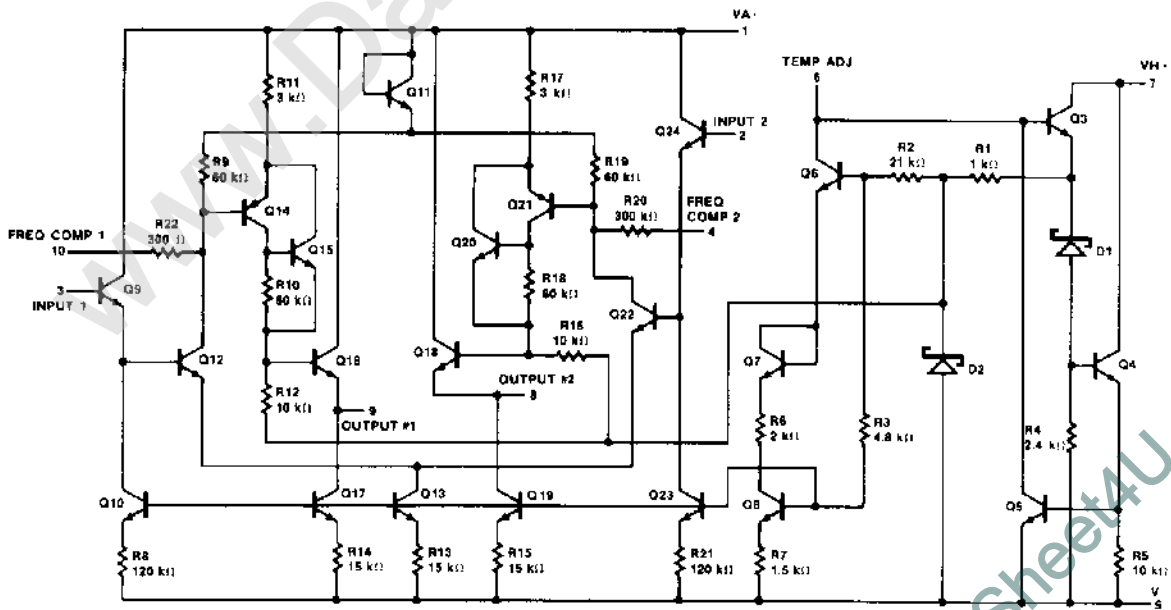 VA+
1
TEMP ADJ
6
VH+
7
R11
3 kΩ
Q11
R17
3 kΩ
Q24
INPUT 2
2
Q3
R9
60 kΩ
R19
60 kΩ
R2
21 kΩ
R1
1 kΩ
Q6
Q14
Q21
R20
300 kΩ
FREQ
COMP 2
4
FREQ COMP 1
10
R22
300 Ω
Q15
Q20
D1
R10
60 kΩ
R18
60 kΩ
3
INPUT 1
Q9
Q22
R16
10 kΩ
Q12
Q16
Q18
Q7
D2
Q4
R12
10 kΩ
9
OUTPUT #1
OUTPUT #2
8
R6
2 kΩ
R3
4.8 kΩ
R4
2.4 kΩ
Q10
Q17
Q13
Q19
Q23
Q8
Q5
R8
120 kΩ
R14
15 kΩ
R13
15 kΩ
R15
15 kΩ
R21
120 kΩ
R7
1.5 kΩ
R5
10 kΩ
V
www.Da
Sheet4U